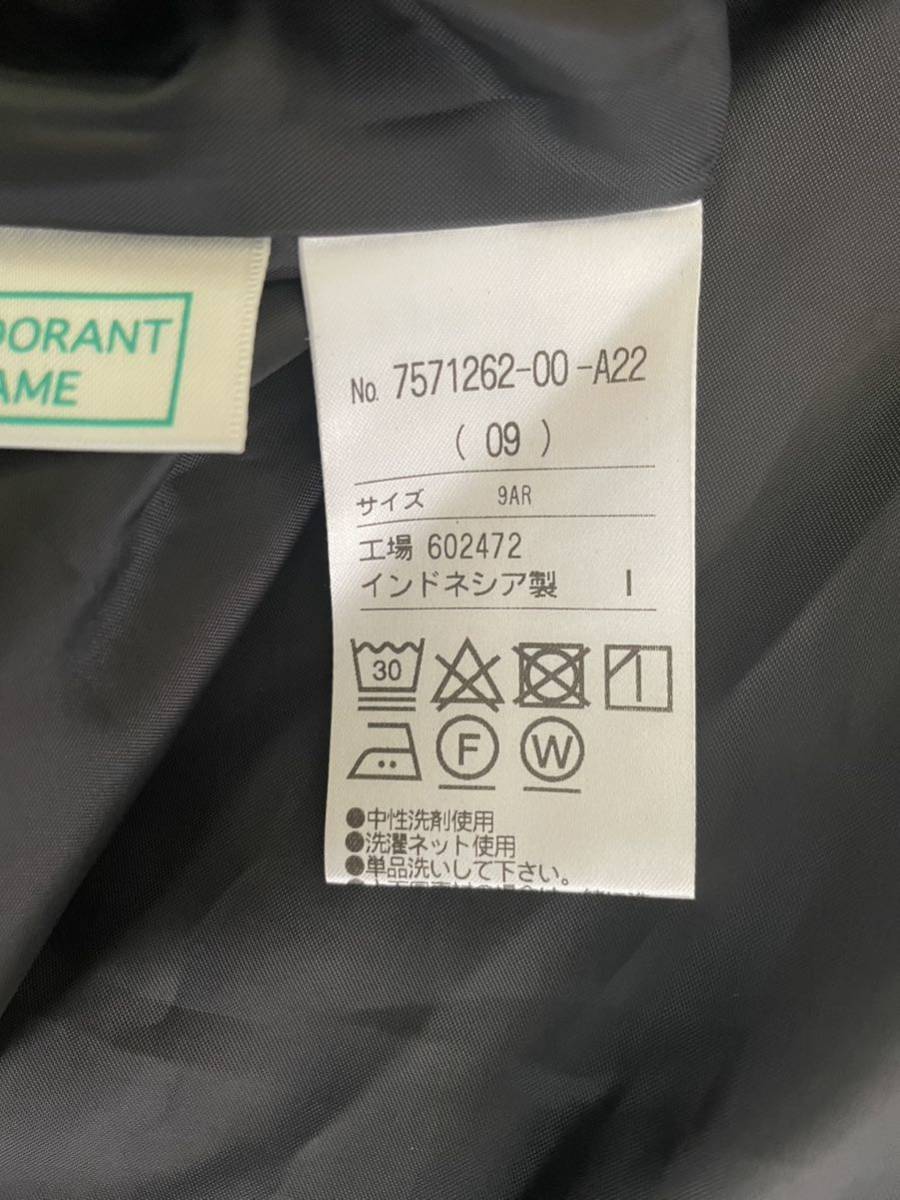 DORANT
AME
No. 7571262-00-A22
( 09 )
サイズ 9AR
工場 602472
インドネシア製 I
30
F W
●中性洗剤使用
●洗濯ネット使用
●単品洗いして下さい。